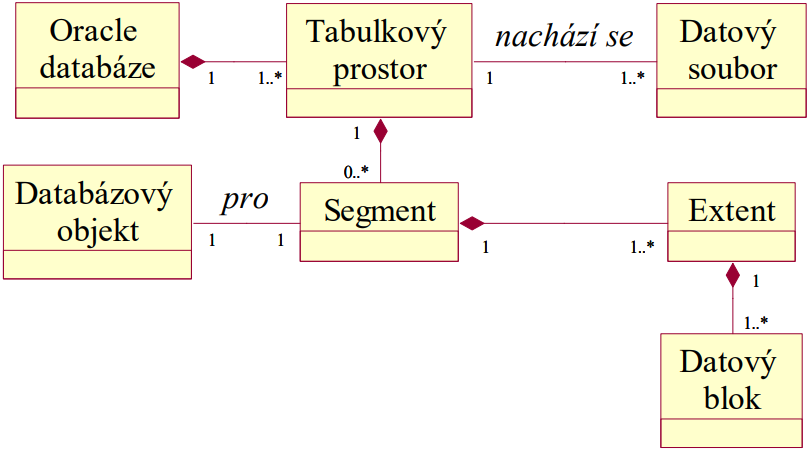 Oracle
databáze
1
1..*
Tabulkový
prostor
nachází se
1
1..*
Datový
soubor
1
0..*
Databázový
objekt
pro
1
1
Segment
1
1..*
Extent
1
1..*
Datový
blok